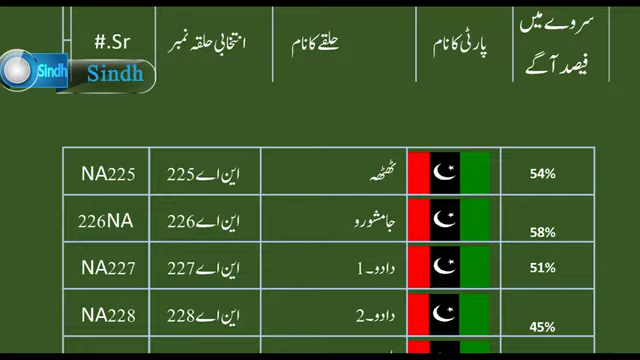 #.Sr انتخابی حلقہ نمبر حلقے کا نام پارٹی کا نام سروے میں
فیصد آگے
Sindh Sindh
NA225 این اے 225 ٹھٹھہ 54%
226NA این اے 226 جامشورو 58%
NA227 این اے 227 دادو۔1 51%
NA228 این اے 228 دادو۔2 45%